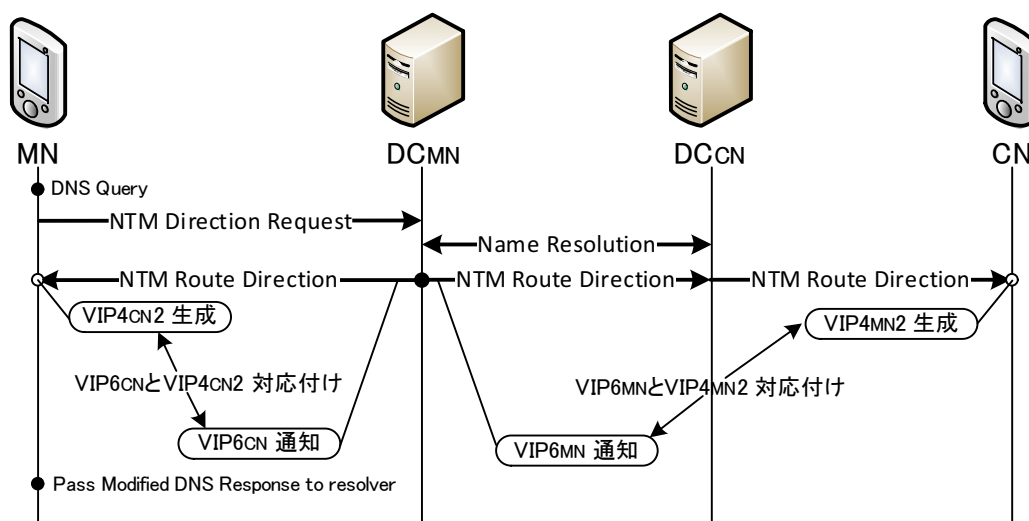 MN
DCMN
DCCN
CN
DNS Query
NTM Direction Request
Name Resolution
NTM Route Direction
NTM Route Direction
NTM Route Direction
VIP4CN2 生成
VIP4MN2 生成
VIP6CNとVIP4CN2 対応付け
VIP6MNとVIP4MN2 対応付け
VIP6CN 通知
VIP6MN 通知
Pass Modified DNS Response to resolver